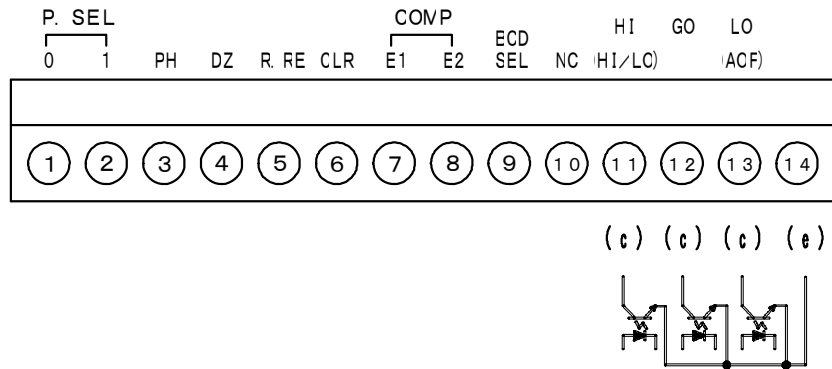 P. SEL COMP HI GO LO
0 1 PH DZ R. RE CLR E1 E2 ECD SEL NC (HI/LO) (AOF)
1 2 3 4 5 6 7 8 9 10 11 12 13 14
(c) (c) (c) (e)